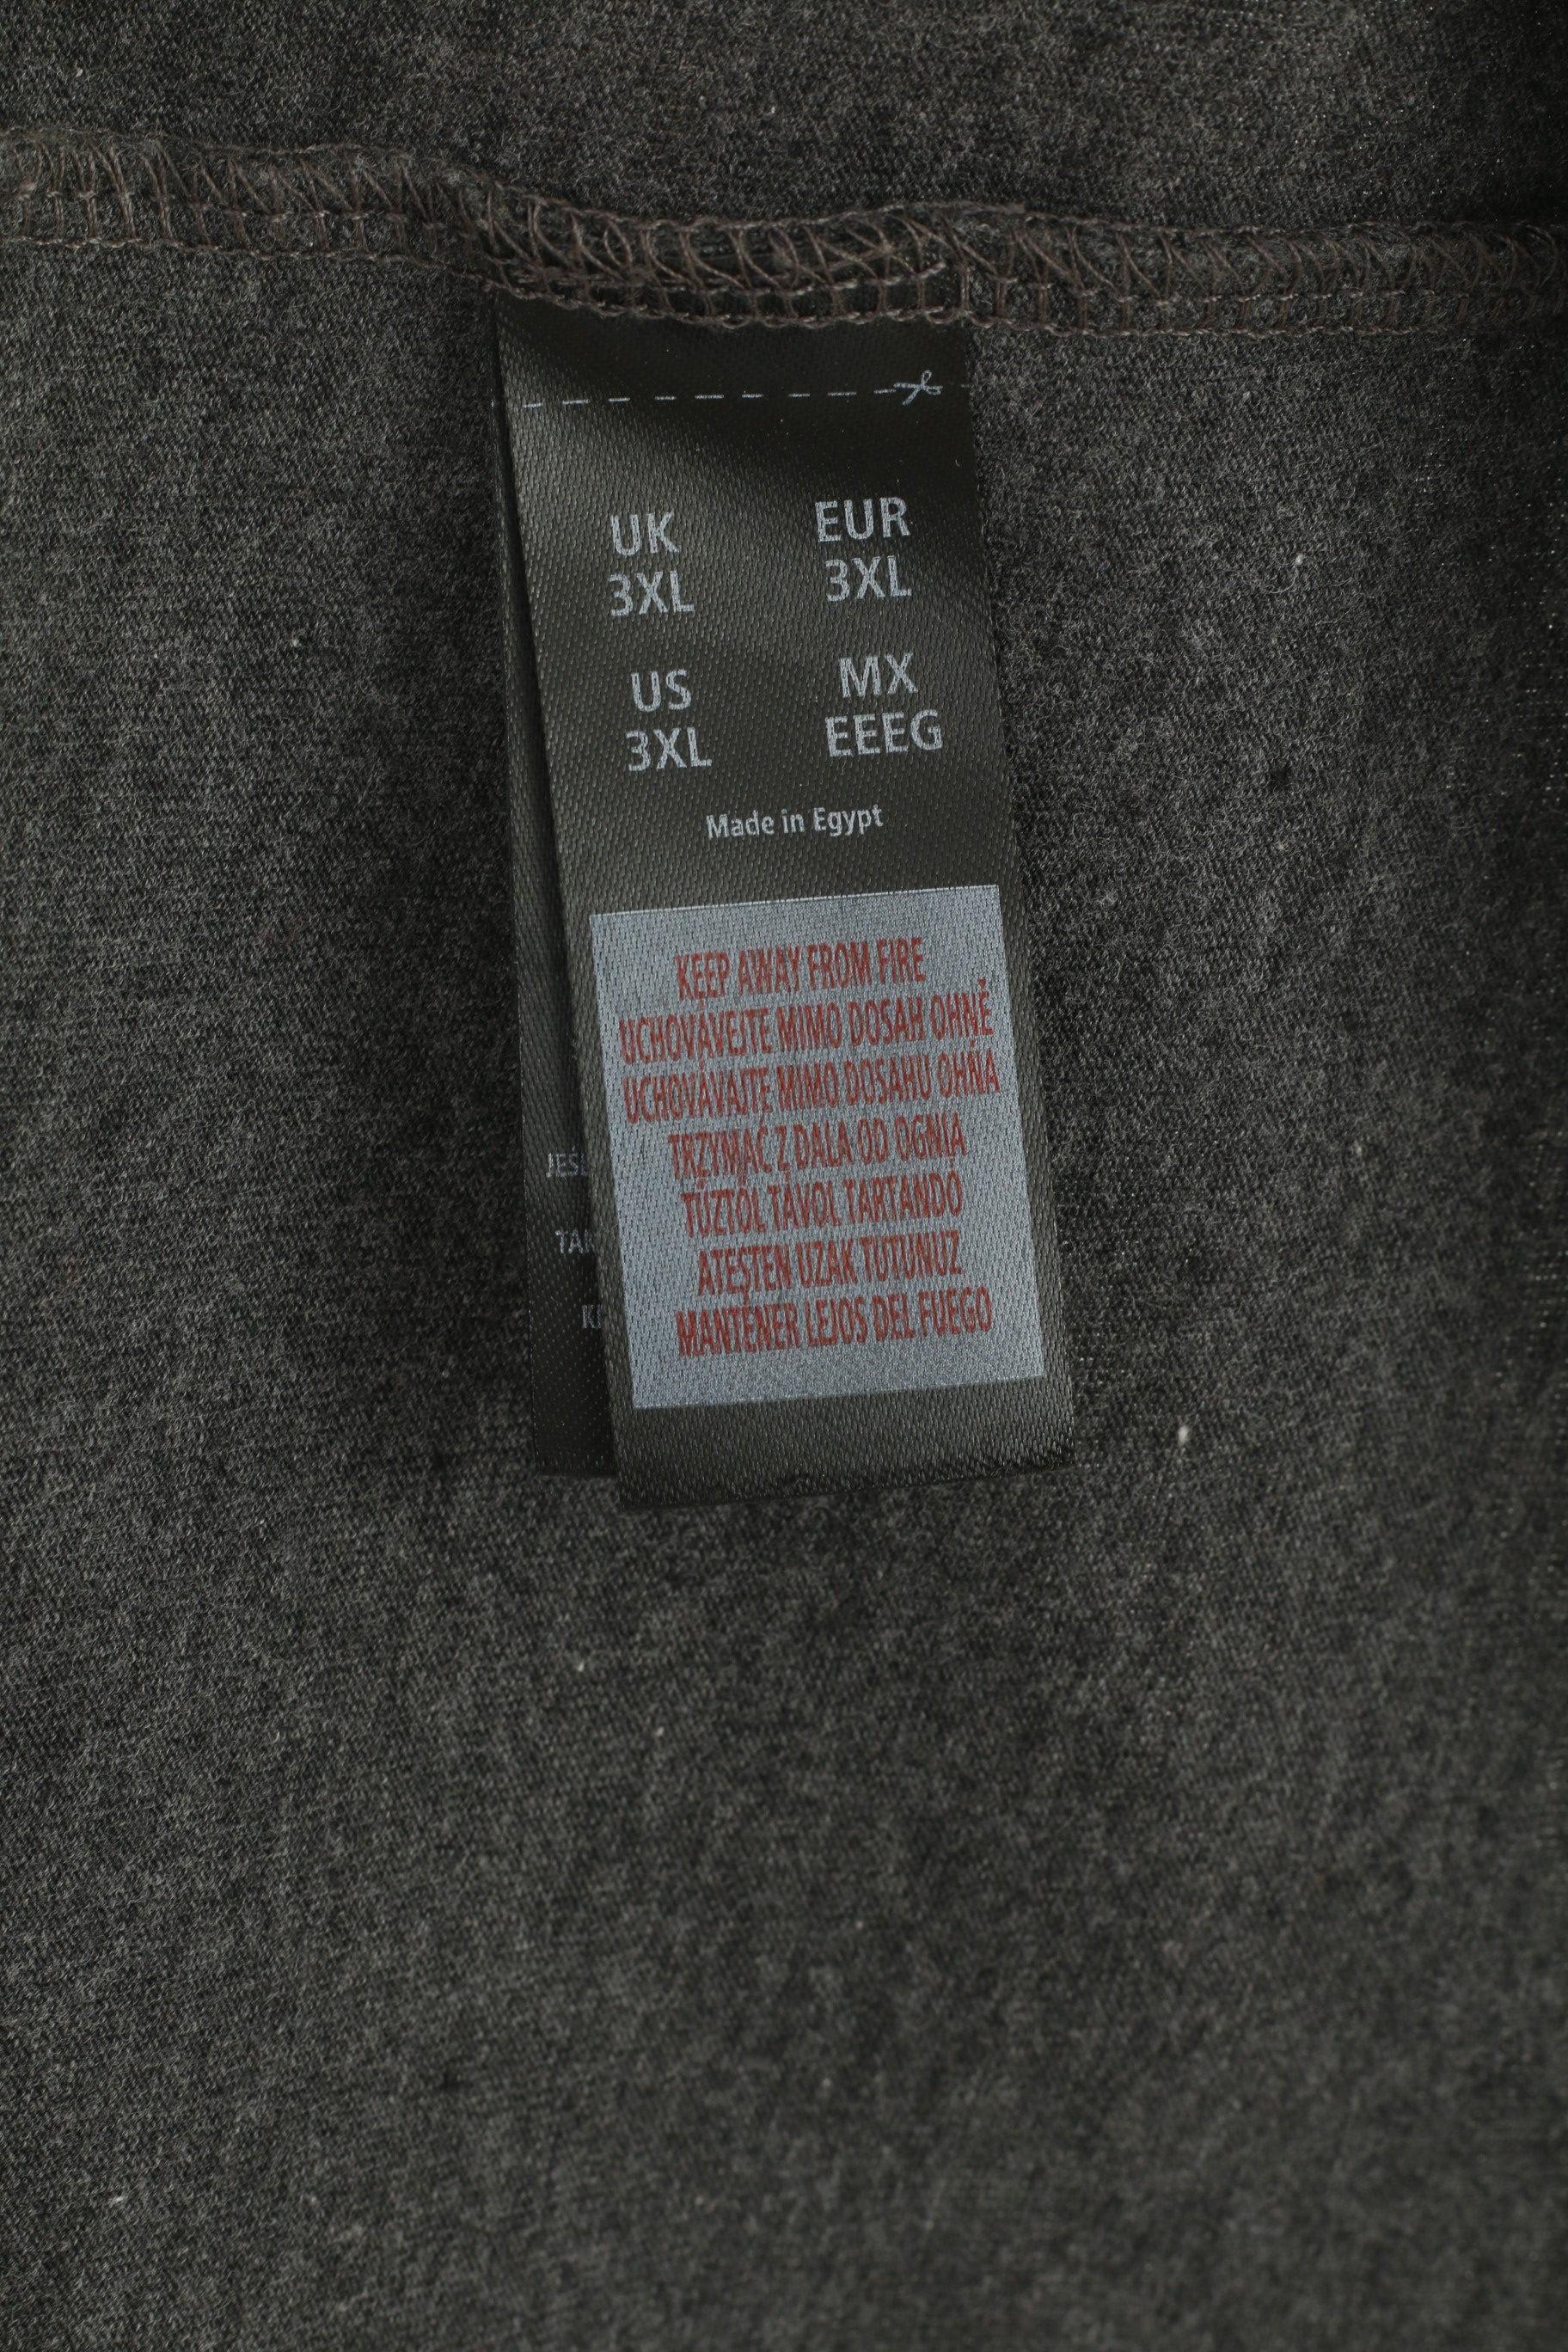 UK EUR
3XL 3XL
US MX
3XL EEEG
Made in Egypt
KEEP AWAY FROM FIRE
UCHOVÁVEJTE MIMO DOSAH OHNĚ
UCHOVÁVAJTE MIMO DOSAHU OHŇA
TRZYMAĆ Z DALA OD OGNIA
TŰZTŐL TÁVOL TARTANDÓ
ATEŞTEN UZAK TUTUNUZ
MANTENER LEJOS DEL FUEGO